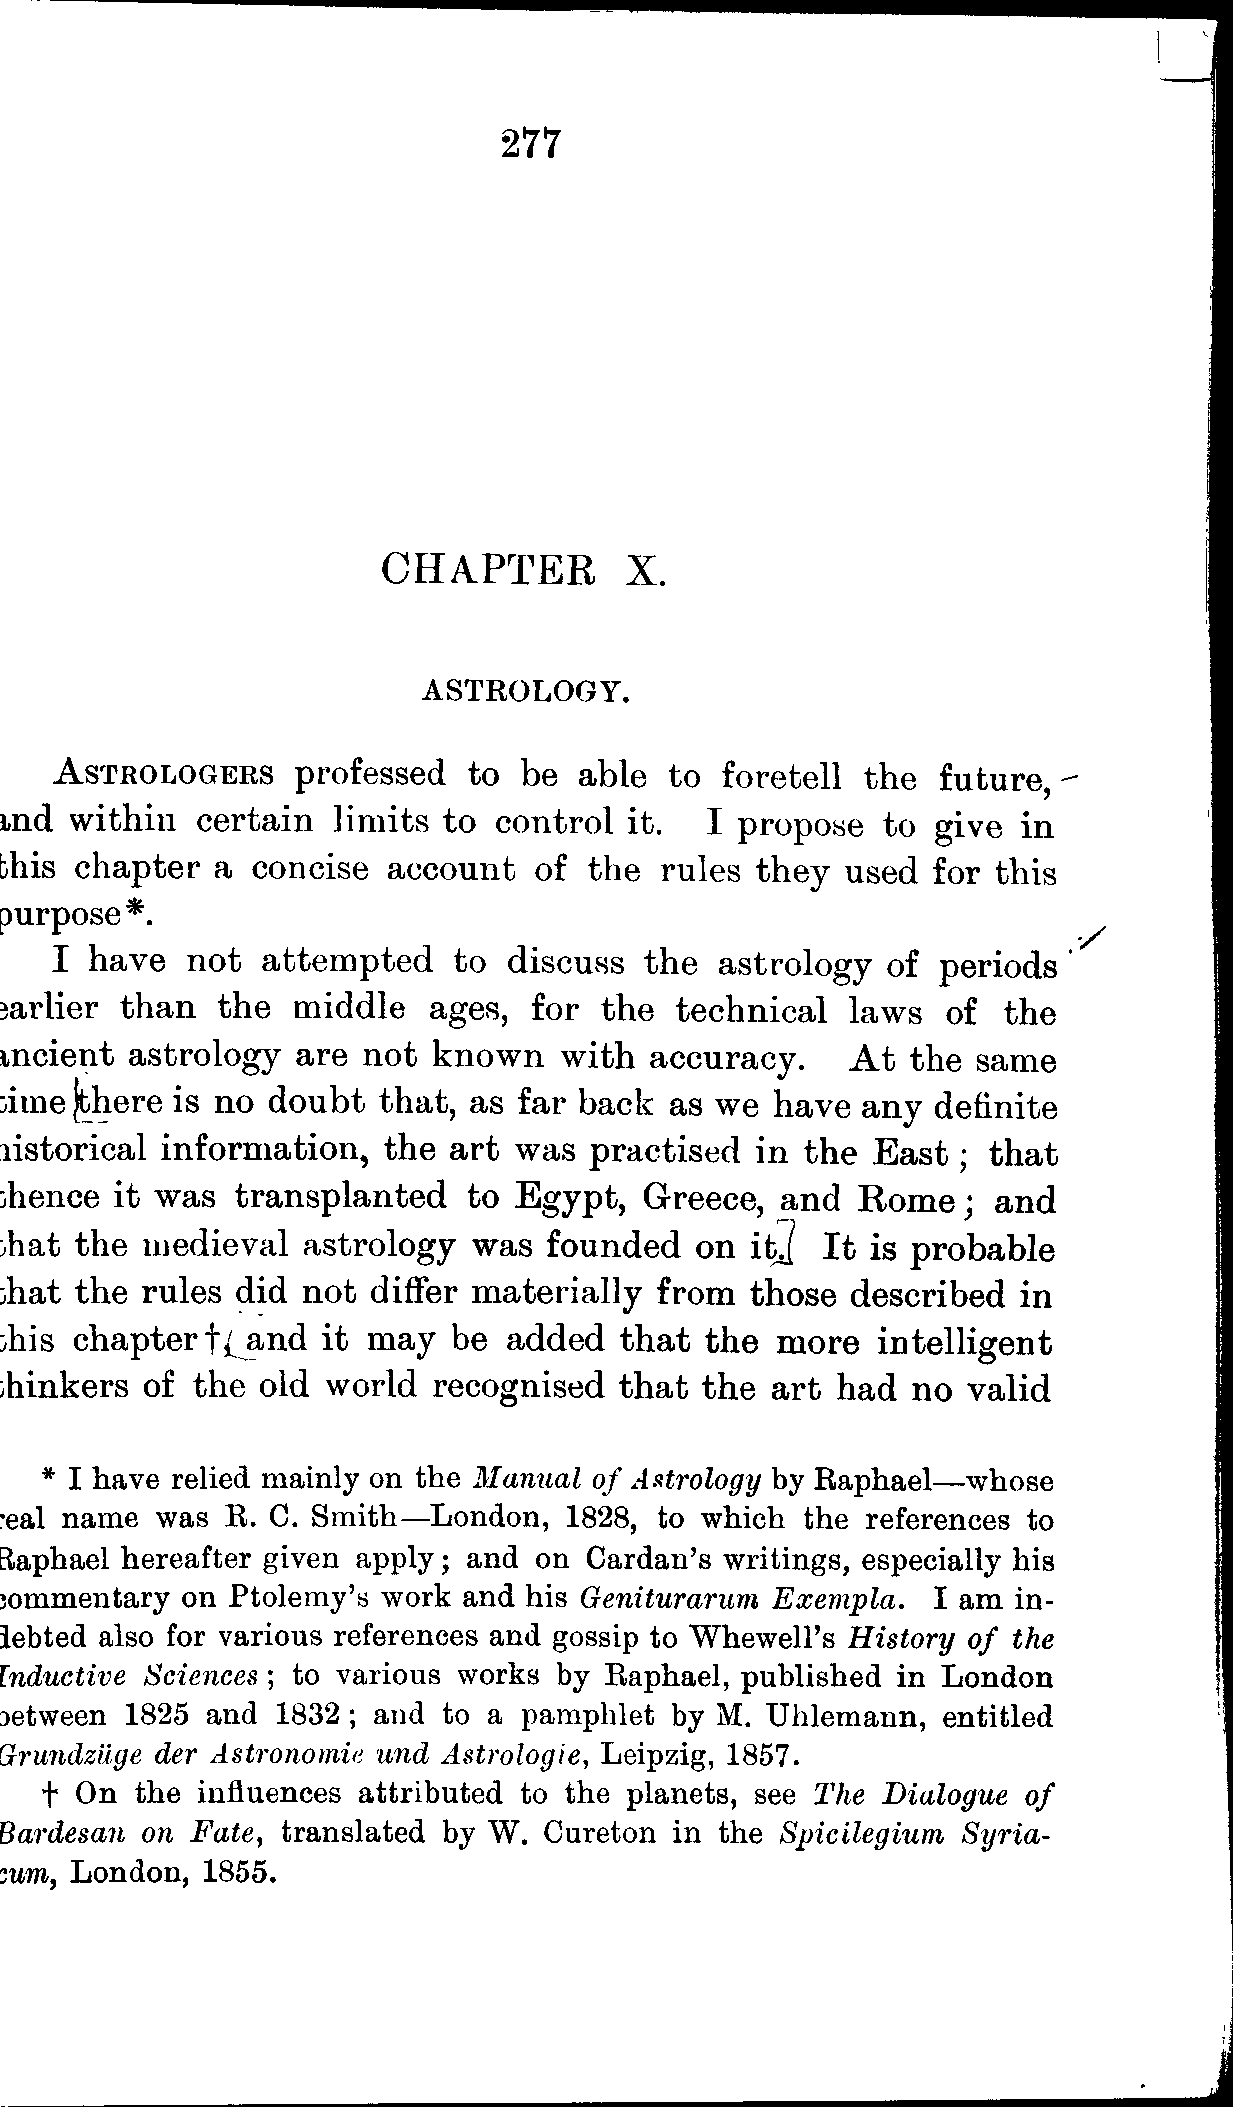 277
CHAPTER X.
ASTROLOGY.
ASTROLOGERS professed to be able to foretell the future,
and within certain limits to control it. I propose to give in
this chapter a concise account of the rules they used for this
purpose*.
I have not attempted to discuss the astrology of periods
earlier than the middle ages, for the technical laws of the
ancient astrology are not known with accuracy. At the same
time there is no doubt that, as far back as we have any definite
historical information, the art was practised in the East; that
thence it was transplanted to Egypt, Greece, and Rome; and
that the medieval astrology was founded on it. It is probable
that the rules did not differ materially from those described in
this chapter†, and it may be added that the more intelligent
thinkers of the old world recognised that the art had no valid
* I have relied mainly on the Manual of Astrology by Raphael—whose
real name was R. C. Smith—London, 1828, to which the references to
Raphael hereafter given apply; and on Cardan's writings, especially his
commentary on Ptolemy's work and his Geniturarum Exempla. I am in-
debted also for various references and gossip to Whewell's History of the
Inductive Sciences; to various works by Raphael, published in London
between 1825 and 1832; and to a pamphlet by M. Uhlemann, entitled
Grundzüge der Astronomie und Astrologie, Leipzig, 1857.
† On the influences attributed to the planets, see The Dialogue of
Bardesan on Fate, translated by W. Cureton in the Spicilegium Syria-
cum, London, 1855.